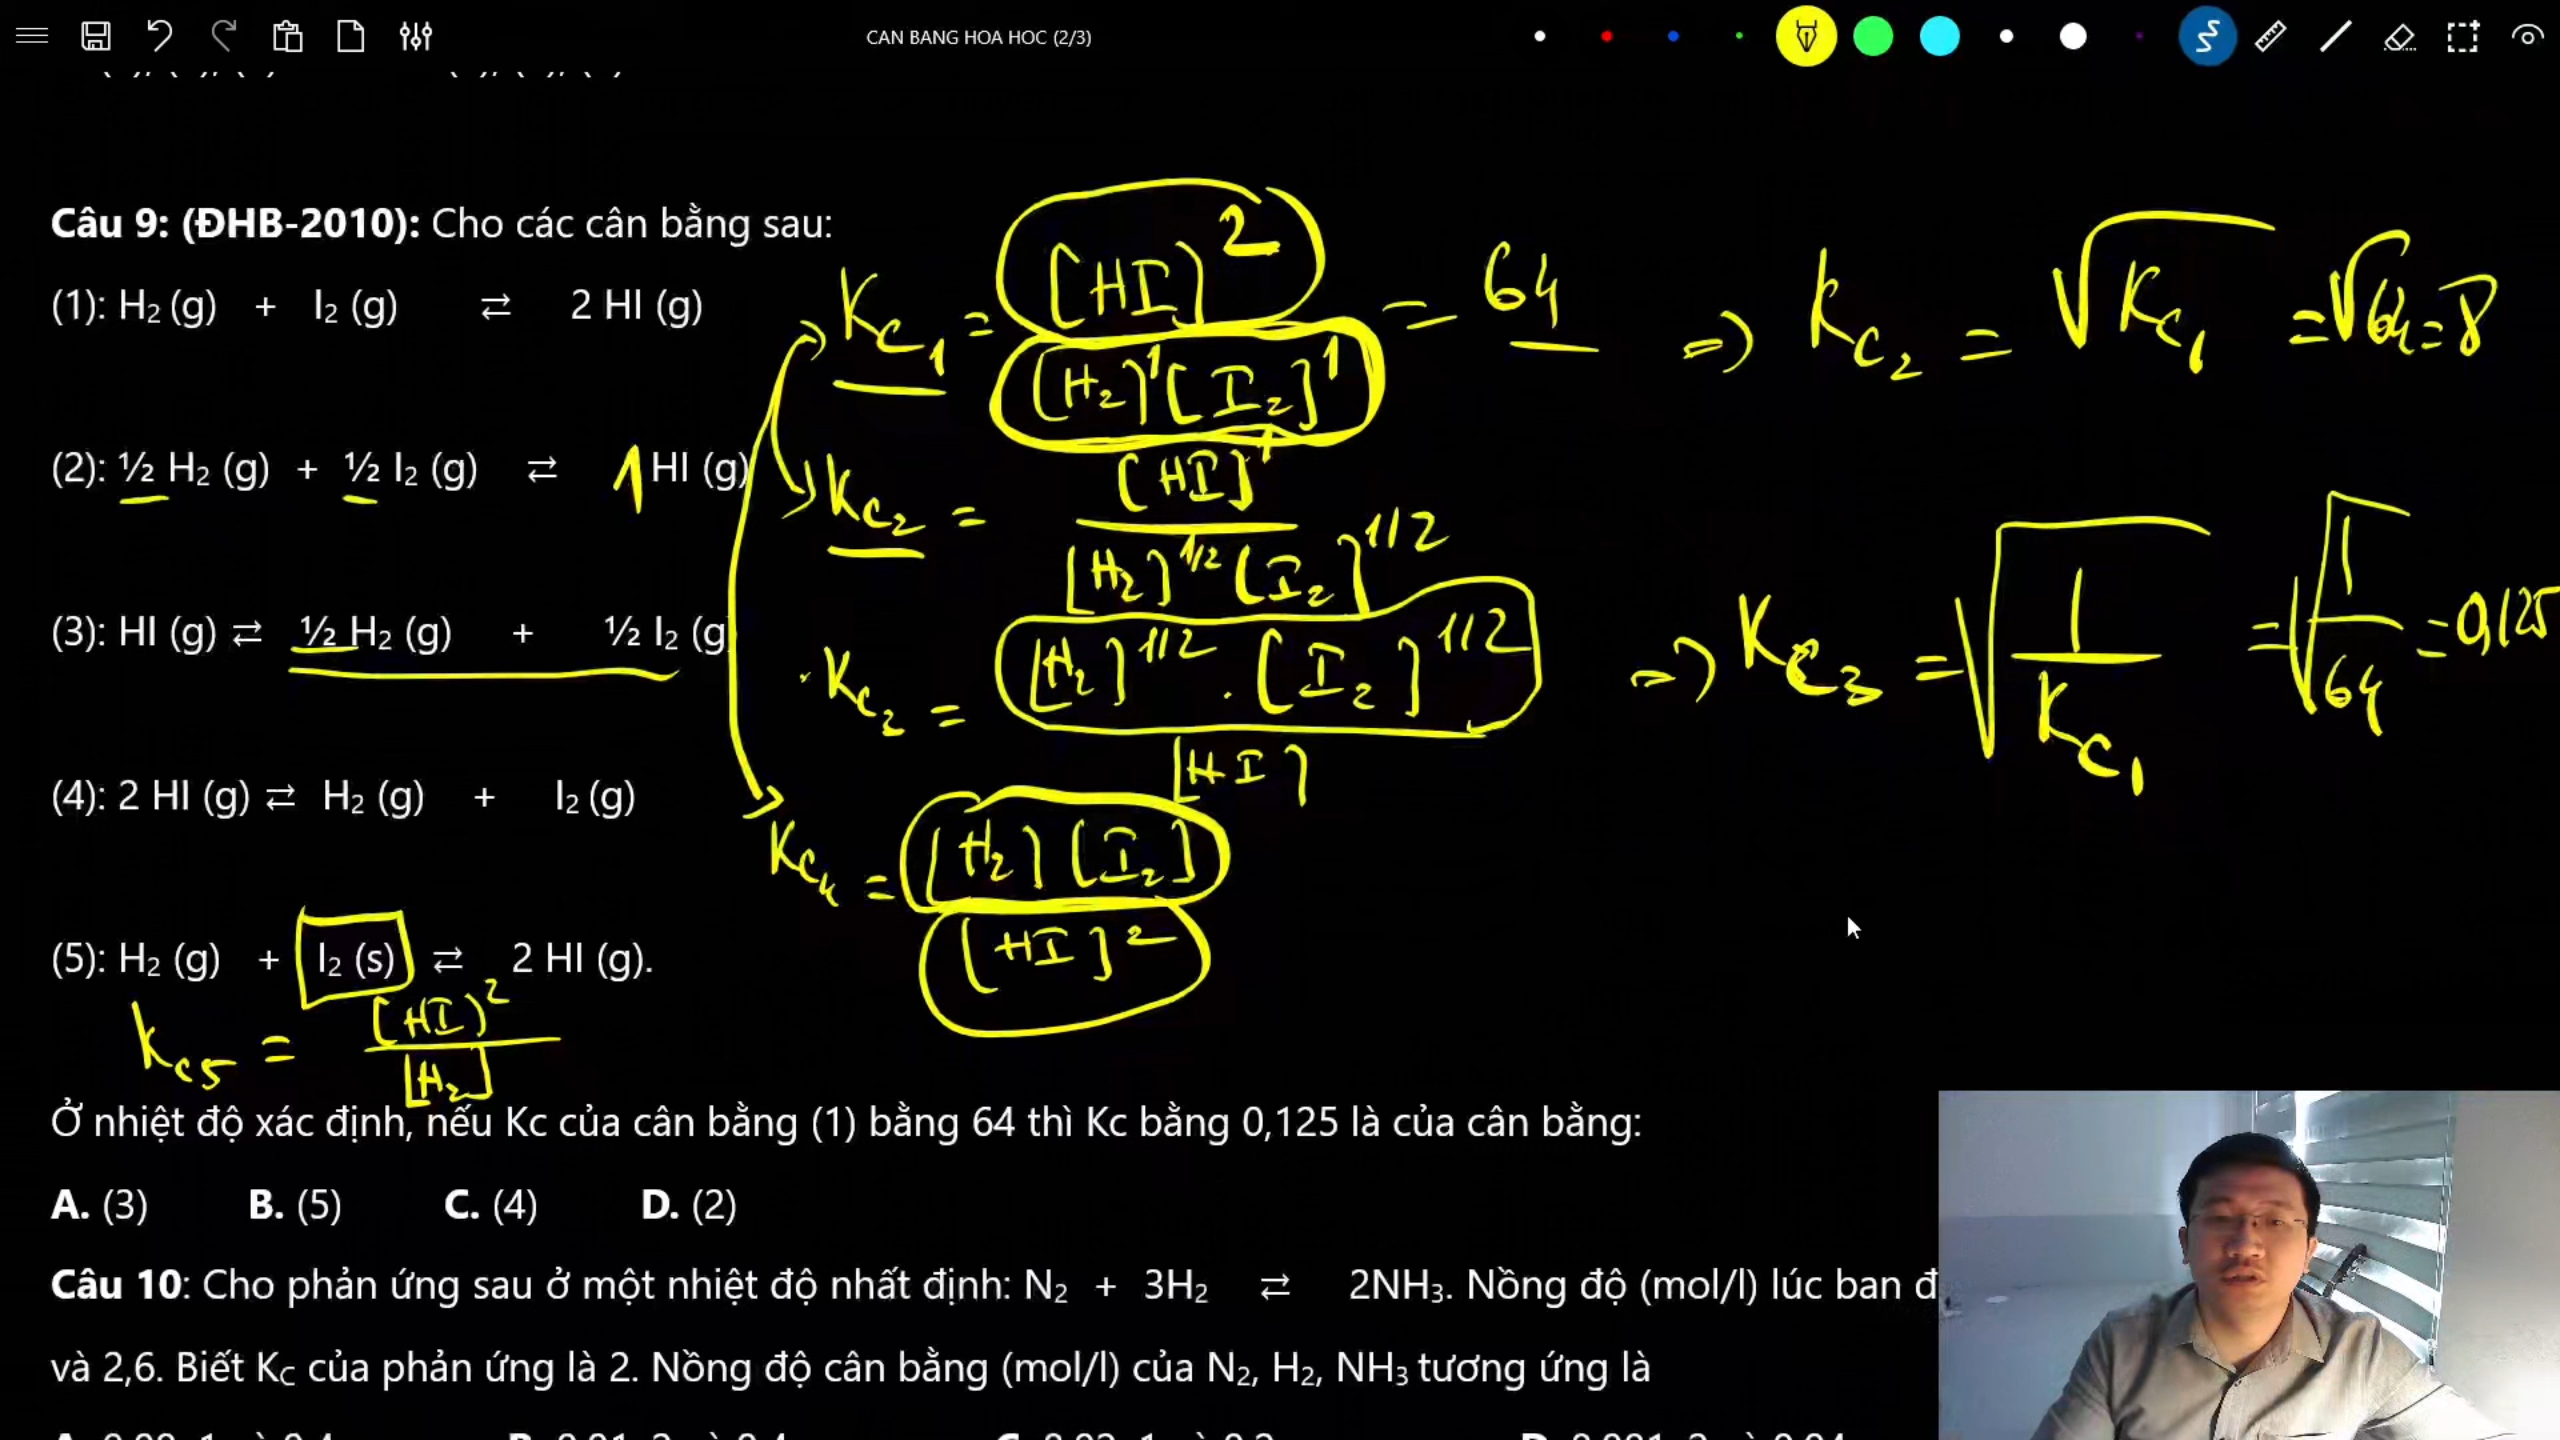 CAN BANG HOA HOC (2/3)
Câu 9: (ĐHB-2010): Cho các cân bằng sau:
(1): H₂ (g) + I₂ (g) ⇄ 2 HI (g)
Kc₁ = [HI]² / [H₂]¹[I₂]¹ = 64 => Kc₂ = √Kc₁ = √64 = 8
(2): ½ H₂ (g) + ½ I₂ (g) ⇄ 1 HI (g)
Kc₂ = [HI]¹ / [H₂]^1/2 [I₂]^1/2
(3): HI (g) ⇄ ½ H₂ (g) + ½ I₂ (g)
Kc₃ = [H₂]^1/2 . [I₂]^1/2 / [HI] => Kc₃ = √(1/Kc₁) = √(1/64) = 0,125
(4): 2 HI (g) ⇄ H₂ (g) + I₂ (g)
Kc₄ = [H₂][I₂] / [HI]²
(5): H₂ (g) + I₂ (s) ⇄ 2 HI (g).
Kc5 = [HI]² / [H₂]
Ở nhiệt độ xác định, nếu Kc của cân bằng (1) bằng 64 thì Kc bằng 0,125 là của cân bằng:
A. (3) B. (5) C. (4) D. (2)
Câu 10: Cho phản ứng sau ở một nhiệt độ nhất định: N₂ + 3H₂ ⇄ 2NH₃. Nồng độ (mol/l) lúc ban
và 2,6. Biết K꜀ của phản ứng là 2. Nồng độ cân bằng (mol/l) của N₂, H₂, NH₃ tương ứng là